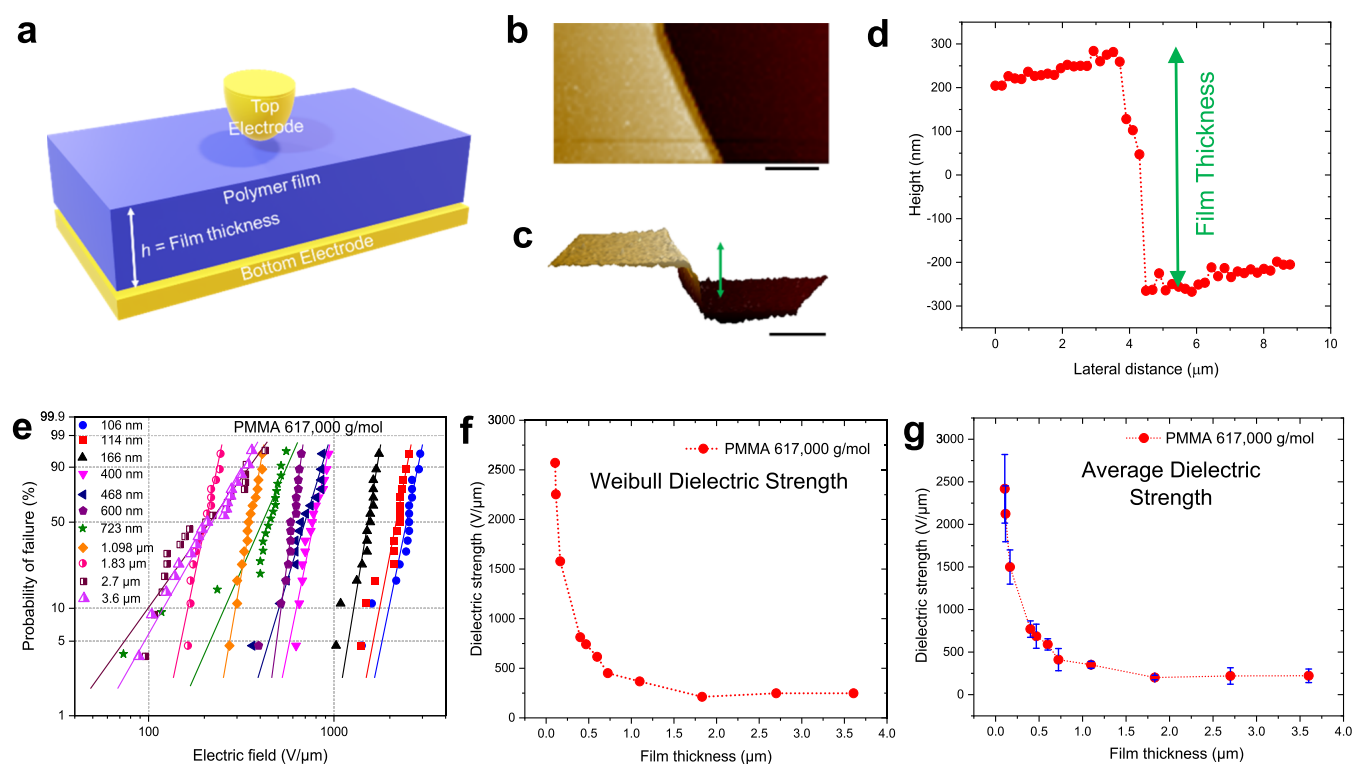 a
Top
Electrode
Polymer film
h = Film thickness
Bottom Electrode
b
c
d
300
200
100
0
-100
-200
-300
Height (nm)
Film Thickness
0
2
4
6
8
10
Lateral distance (μm)
e
PMMA 617,000 g/mol
99.9
99
90
50
10
5
1
Probability of failure (%)
106 nm
114 nm
166 nm
400 nm
468 nm
600 nm
723 nm
1.098 μm
1.83 μm
2.7 μm
3.6 μm
100
1000
Electric field (V/μm)
f
PMMA 617,000 g/mol
Weibull Dielectric Strength
3000
2500
2000
1500
1000
500
0
Dielectric strength (V/μm)
0.0
0.5
1.0
1.5
2.0
2.5
3.0
3.5
4.0
Film thickness (μm)
g
PMMA 617,000 g/mol
Average Dielectric
Strength
3000
2500
2000
1500
1000
500
0
Dielectric strength (V/μm)
0.0
0.5
1.0
1.5
2.0
2.5
3.0
3.5
4.0
Film thickness (μm)